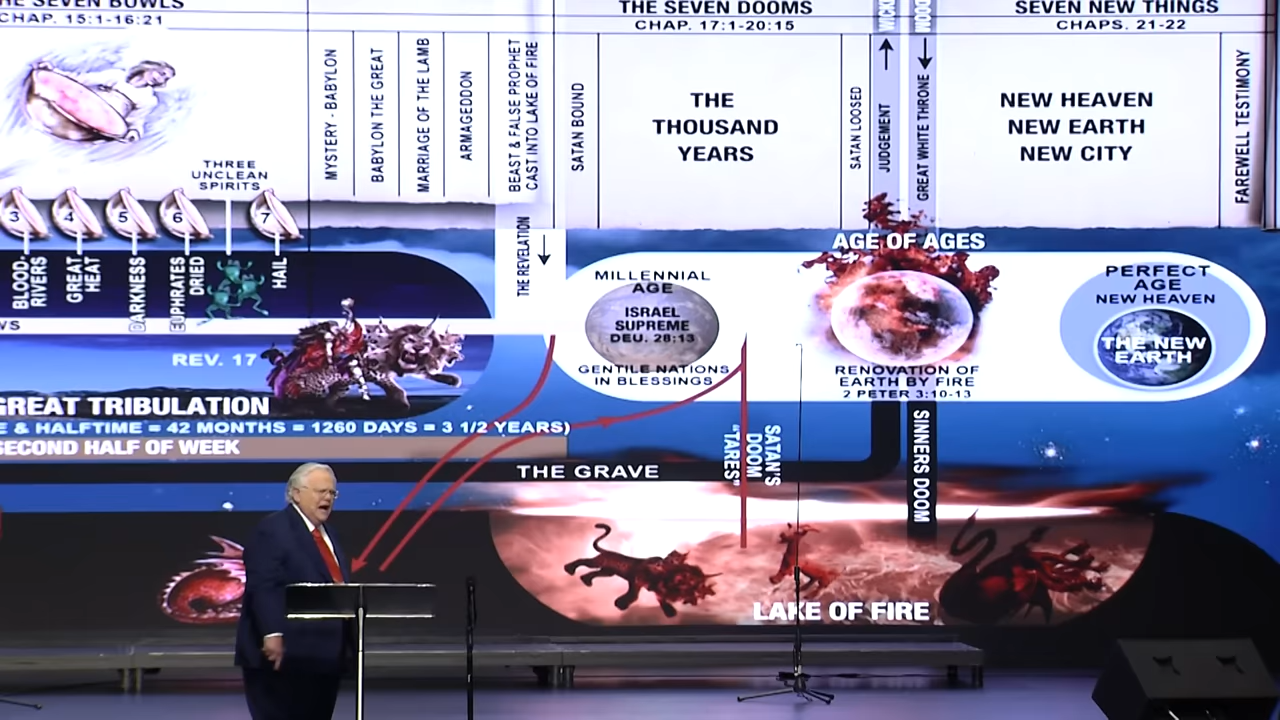 THE SEVEN BOWLS
CHAP. 15:1-16:21
THE SEVEN DOOMS
CHAP. 17:1-20:15
SEVEN NEW THINGS
CHAPS. 21-22
MYSTERY - BABYLON
BABYLON THE GREAT
MARRIAGE OF THE LAMB
ARMAGEDDON
BEAST & FALSE PROPHET
CAST INTO LAKE OF FIRE
SATAN BOUND
THE
THOUSAND
YEARS
SATAN LOOSED
JUDGEMENT
GREAT WHITE THRONE
NEW HEAVEN
NEW EARTH
NEW CITY
FAREWELL TESTIMONY
THREE
UNCLEAN
SPIRITS
3
4
5
6
7
BLOOD-
RIVERS
GREAT
HEAT
DARKNESS
EUPHRATES
DRIED
HAIL
THE REVELATION
AGE OF AGES
MILLENNIAL
AGE
ISRAEL
SUPREME
DEU. 28:13
GENTILE NATIONS
IN BLESSINGS
RENOVATION OF
EARTH BY FIRE
2 PETER 3:10-13
PERFECT
AGE
NEW HEAVEN
THE NEW
EARTH
WS
REV. 17
GREAT TRIBULATION
E & HALFTIME = 42 MONTHS = 1260 DAYS = 3 1/2 YEARS)
SECOND HALF OF WEEK
THE GRAVE
SATAN'S
DOOM
"TARES"
SINNERS DOOM
LAKE OF FIRE